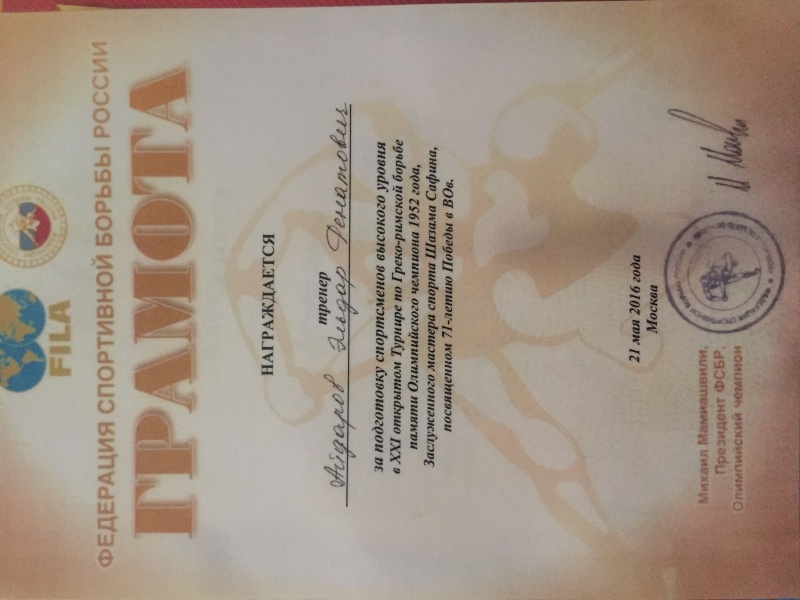 FILA
ФЕДЕРАЦИЯ СПОРТИВНОЙ БОРЬБЫ РОССИИ
ГРАМОТА
НАГРАЖДАЕТСЯ
тренер
Айдаров Эльдар Ренатович
за подготовку спортсменов высокого уровня
в XXI открытом Турнире по Греко-римской борьбе
памяти Олимпийского чемпиона 1952 года,
Заслуженного мастера спорта Шазама Сафина,
посвященном 71-летию Победы в ВОв.
21 мая 2016 года
Москва
Михаил Мамиашвили,
Президент ФСБР,
Олимпийский чемпион